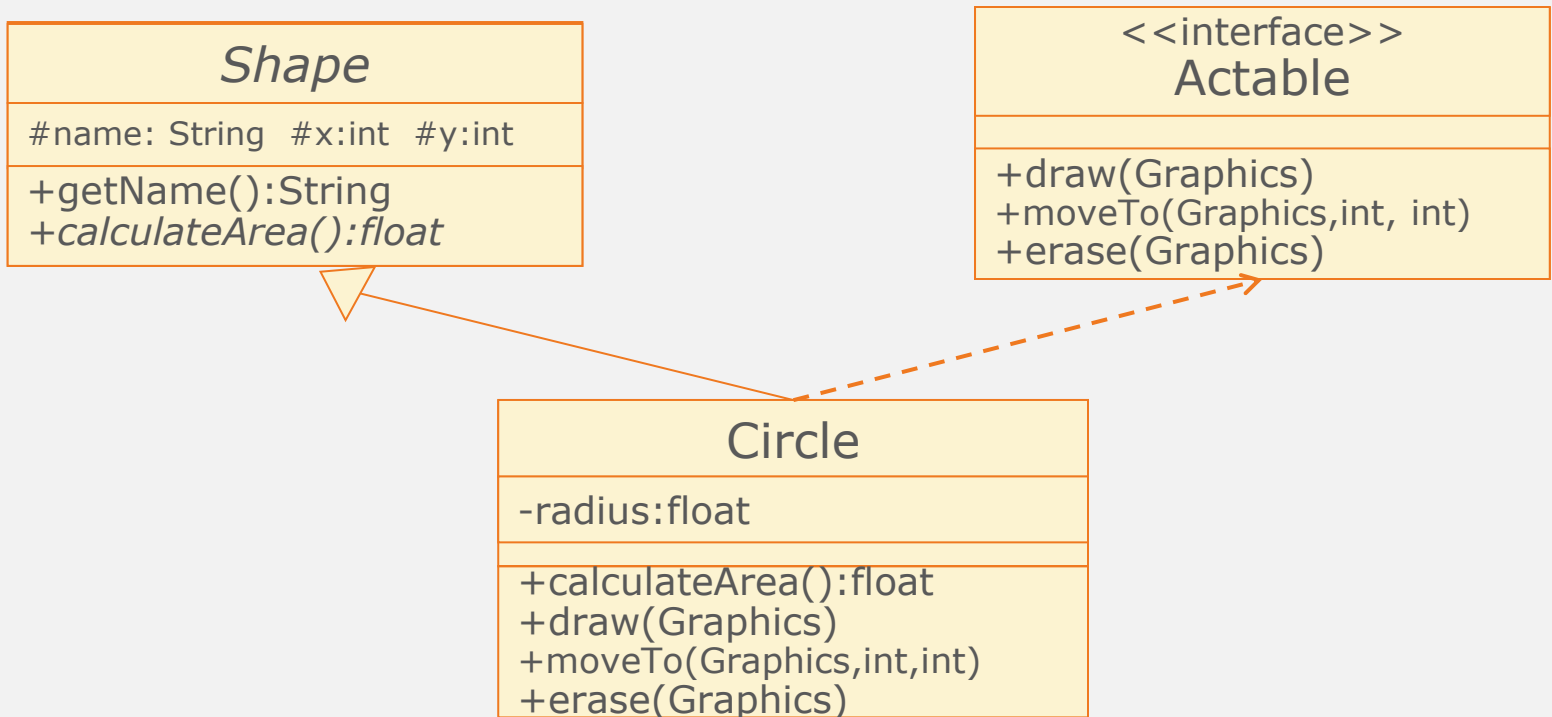 Shape
#name: String  #x:int  #y:int
+getName():String
+calculateArea():float
<<interface>>
Actable
+draw(Graphics)
+moveTo(Graphics,int, int)
+erase(Graphics)
Circle
-radius:float
+calculateArea():float
+draw(Graphics)
+moveTo(Graphics,int,int)
+erase(Graphics)